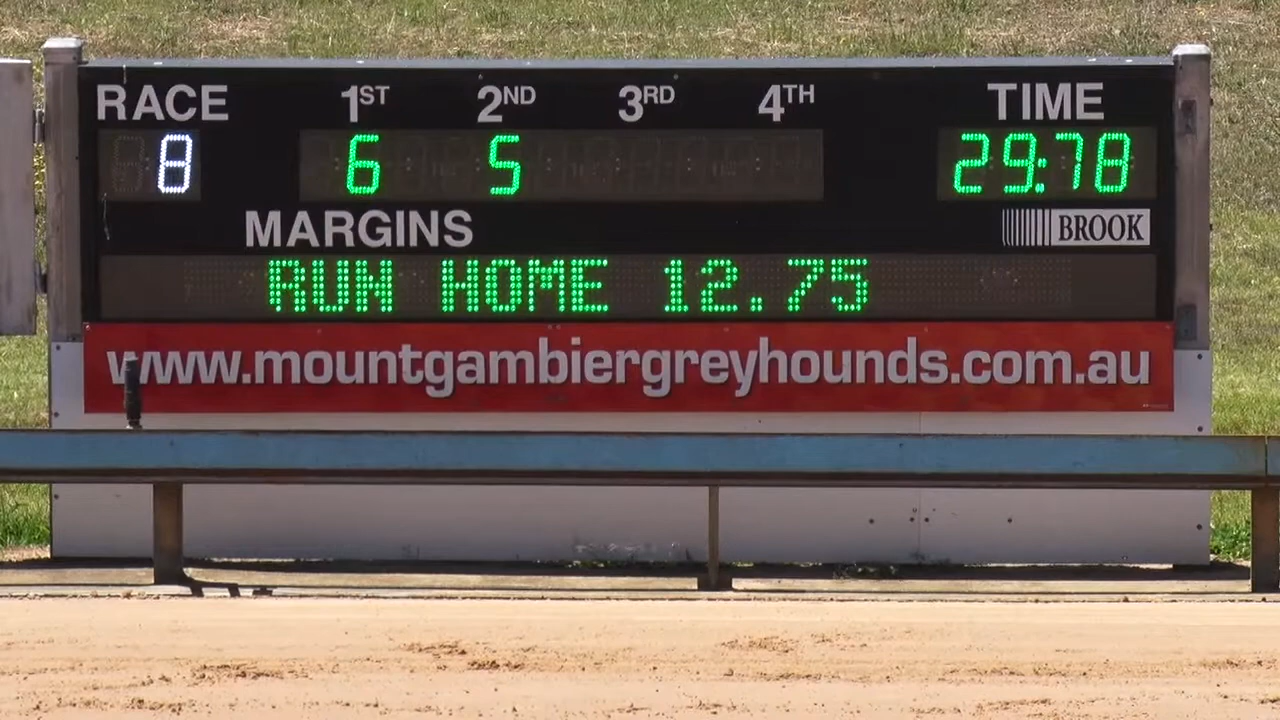 RACE 1ST 2ND 3RD 4TH TIME
8 6 5 29:78
MARGINS BROOK
RUN HOME 12.75
www.mountgambiergreyhounds.com.au